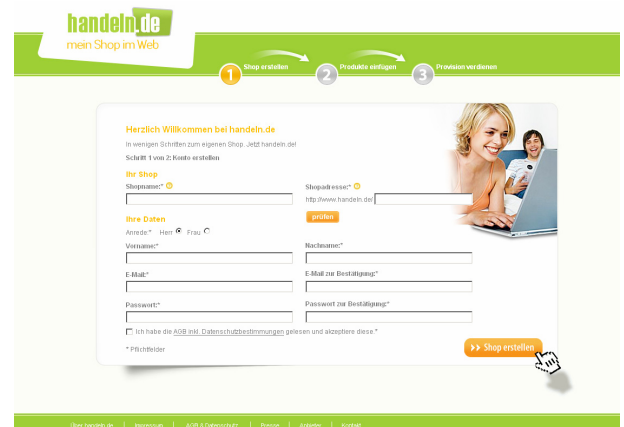 handeln.de
mein Shop im Web
1 Shop erstellen 2 Produkte einfügen 3 Provision verdienen
Herzlich Willkommen bei handeln.de
In wenigen Schritten zum eigenen Shop. Jetzt handeln.de!
Schritt 1 von 2: Konto erstellen
Ihr Shop
Shopname:* Shopadresse:*
http://www.handeln.de/
prüfen
Ihre Daten
Anrede:* Herr Frau
Vorname:* Nachname:*
E-Mail:* E-Mail zur Bestätigung:*
Passwort:* Passwort zur Bestätigung:*
Ich habe die AGB inkl. Datenschutzbestimmungen gelesen und akzeptiere diese.*
* Pflichtfelder
>> Shop erstellen
Über handeln.de | Impressum | AGB & Datenschutz | Presse | Anbieter | Kontakt